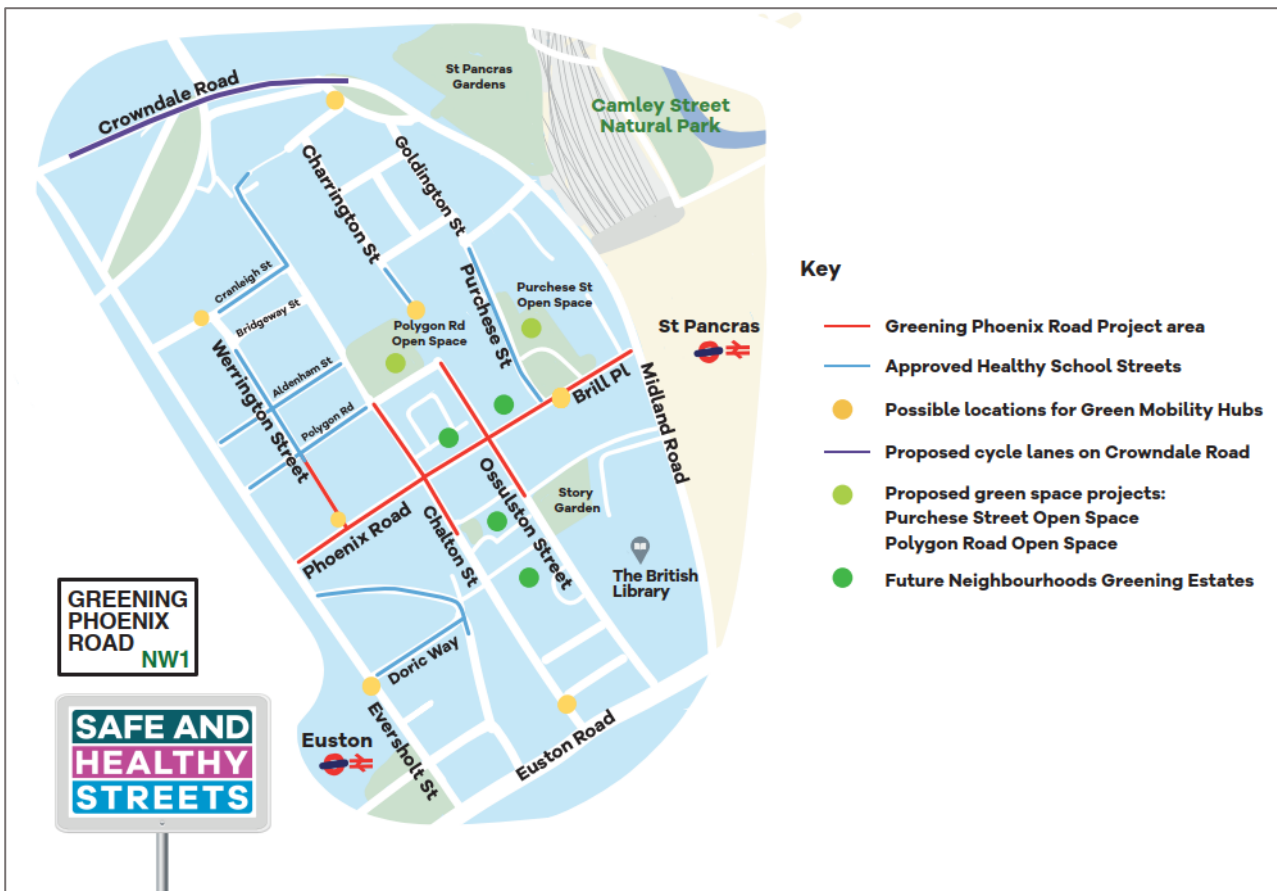 Crowndale Road
St Pancras
Gardens
Camley Street
Natural Park
Goldington St
Charrington St
Cranleigh St
Bridgeway St
Purchese St
Purchese St
Open Space
Polygon Rd
Open Space
St Pancras
Werrington Street
Aldenham St
Polygon Rd
Brill Pl
Midland Road
Ossulston Street
Story
Garden
Phoenix Road
Chalton St
The British
Library
Doric Way
Eversholt St
Euston
Euston Road
GREENING
PHOENIX
ROAD
NW1
SAFE AND
HEALTHY
STREETS
Key
Greening Phoenix Road Project area
Approved Healthy School Streets
Possible locations for Green Mobility Hubs
Proposed cycle lanes on Crowndale Road
Proposed green space projects:
Purchese Street Open Space
Polygon Road Open Space
Future Neighbourhoods Greening Estates